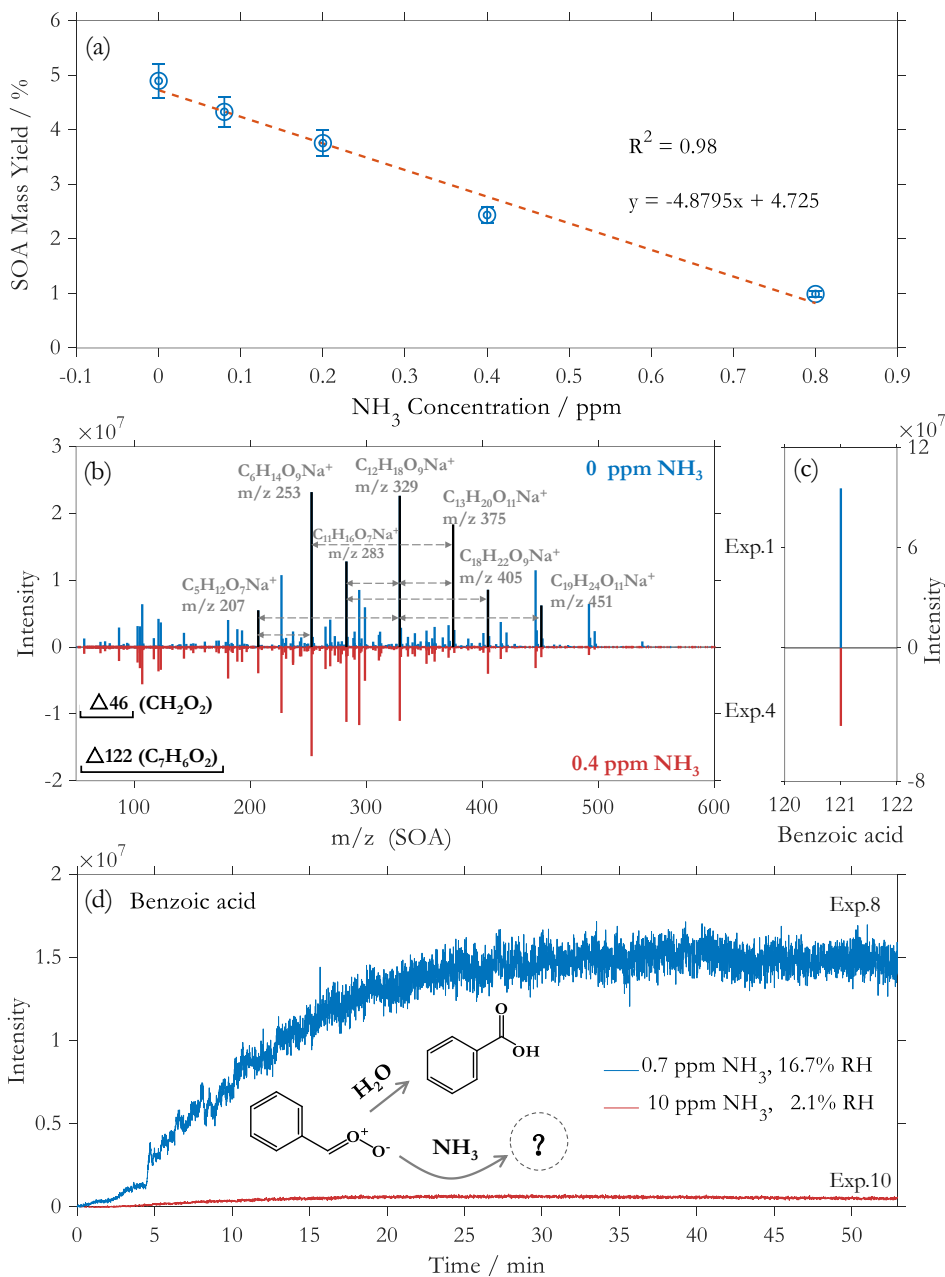 (a)
6
5
4
3
2
1
0
SOA Mass Yield / %
R² = 0.98
y = -4.8795x + 4.725
-0.1 0 0.1 0.2 0.3 0.4 0.5 0.6 0.7 0.8 0.9
NH₃ Concentration / ppm
×10⁷
(b)
3
2
1
0
-1
-2
Intensity
0 ppm NH₃
C₆H₁₄O₉Na⁺
m/z 253
C₁₂H₁₈O₉Na⁺
m/z 329
C₁₃H₂₀O₁₁Na⁺
m/z 375
C₁₁H₁₆O₇Na⁺
m/z 283
C₁₈H₂₂O₉Na⁺
m/z 405
C₅H₁₂O₇Na⁺
m/z 207
C₁₉H₂₄O₁₁Na⁺
m/z 451
△46 (CH₂O₂)
△122 (C₇H₆O₂)
0.4 ppm NH₃
100 200 300 400 500 600
m/z (SOA)
×10⁷
(c)
12
6
0
-8
Intensity
Exp.1
Exp.4
120 121 122
Benzoic acid
×10⁷
(d) Benzoic acid
2
1.5
1
0.5
0
Intensity
Exp.8
O
OH
H₂O
0.7 ppm NH₃, 16.7% RH
10 ppm NH₃, 2.1% RH
O⁺
O⁻
NH₃
?
Exp.10
0 5 10 15 20 25 30 35 40 45 50
Time / min